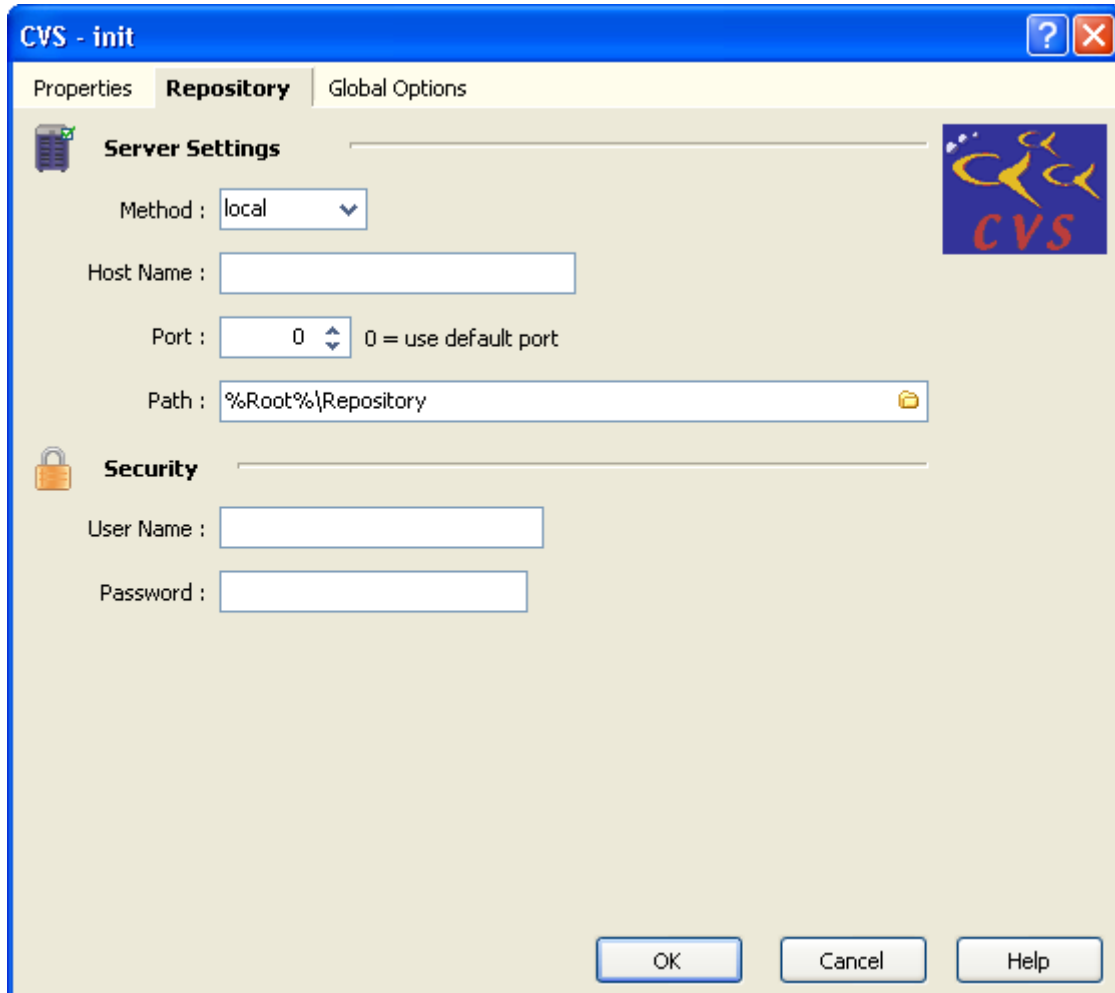 CVS - init
Properties Repository Global Options
Server Settings
CVS
Method : local
Host Name :
Port : 0 0 = use default port
Path : %Root%\Repository
Security
User Name :
Password :
OK Cancel Help